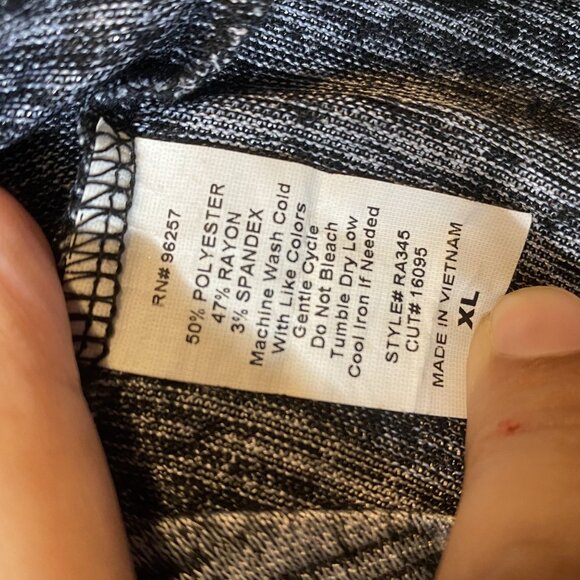 RN# 96257
50% POLYESTER
47% RAYON
3% SPANDEX
Machine Wash Cold
With Like Colors
Gentle Cycle
Do Not Bleach
Tumble Dry Low
Cool Iron If Needed
STYLE# RA345
CUT# 16095
MADE IN VIETNAM
XL